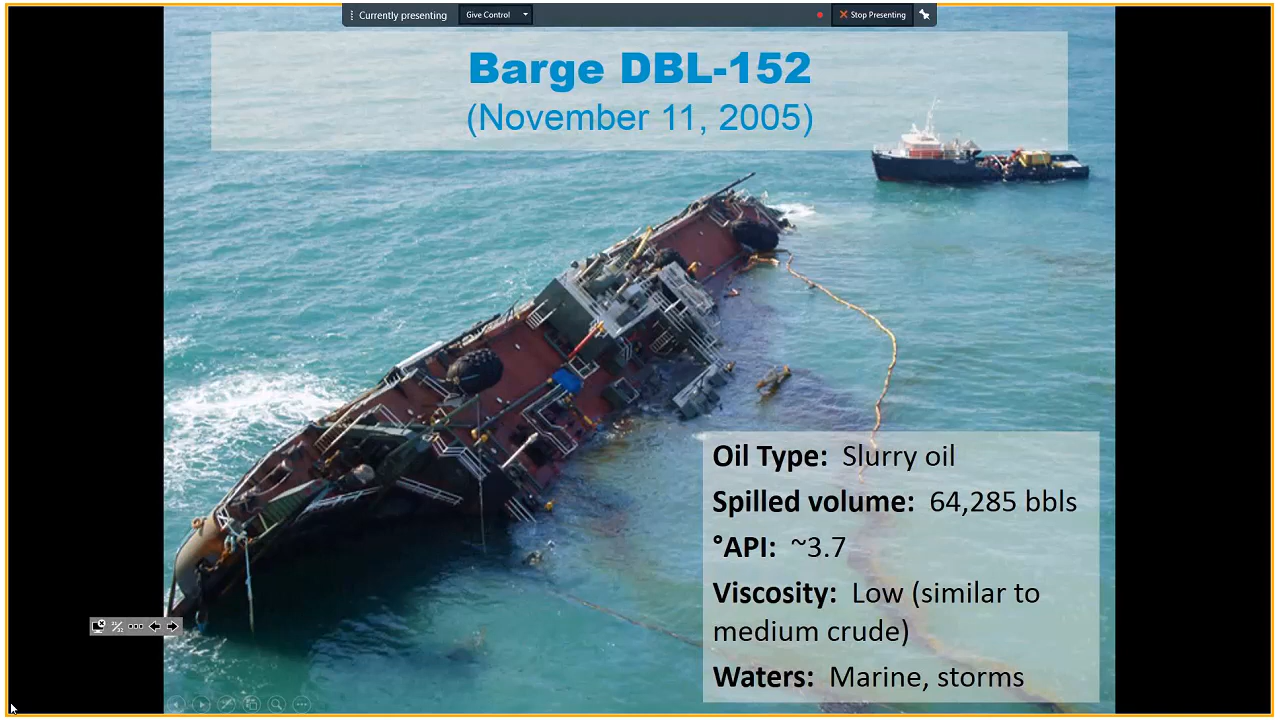 Currently presenting Give Control Stop Presenting
Barge DBL-152
(November 11, 2005)
Oil Type: Slurry oil
Spilled volume: 64,285 bbls
°API: ~3.7
Viscosity: Low (similar to
medium crude)
Waters: Marine, storms